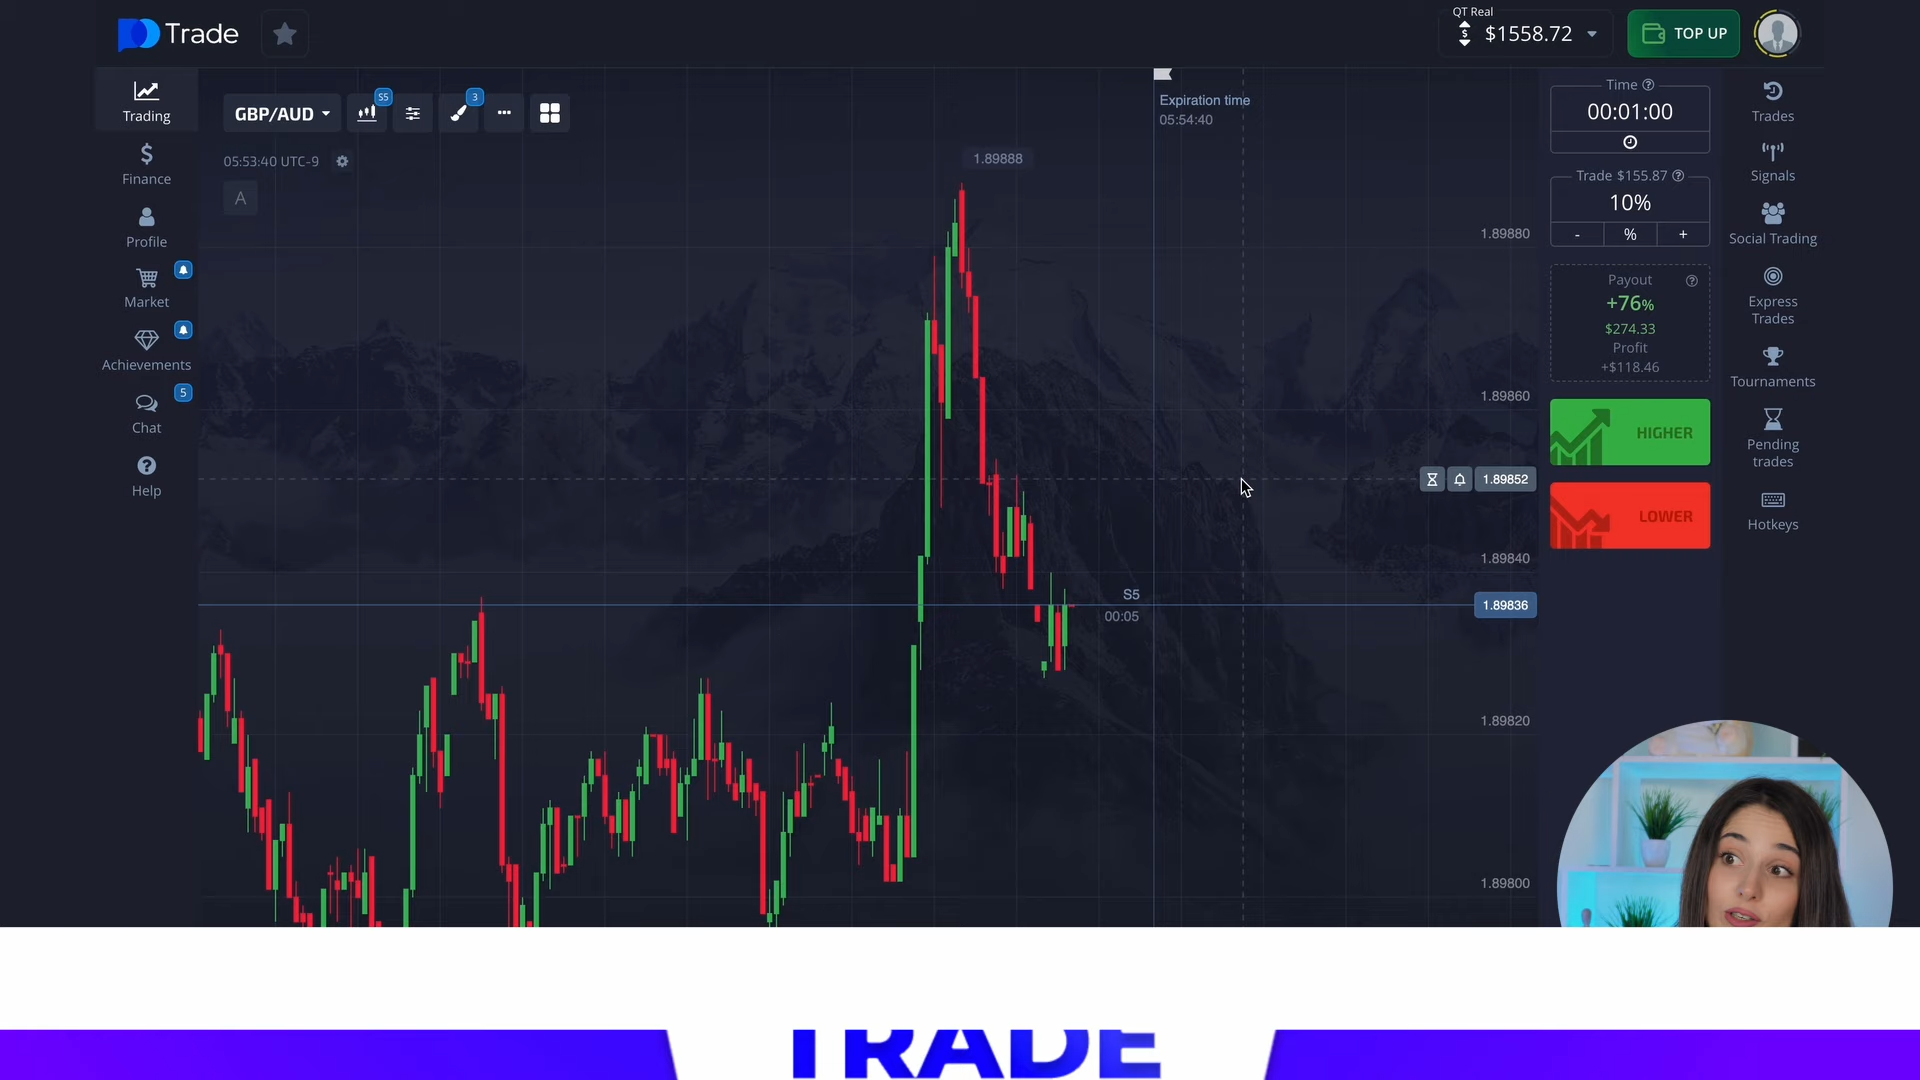 Trade
QT Real
$
$1558.72
TOP UP
Trading
Finance
Profile
Market
Achievements
5
Chat
Help
GBP/AUD
S5
3
05:53:40 UTC-9
A
Expiration time
05:54:40
1.89888
1.89880
1.89860
1.89852
1.89840
1.89836
1.89820
1.89800
S5
00:05
Time
00:01:00
Trade $155.87
10%
- % +
Payout
+76%
$274.33
Profit
+$118.46
HIGHER
LOWER
Trades
Signals
Social Trading
Express
Trades
Tournaments
Pending
trades
Hotkeys
TRADE